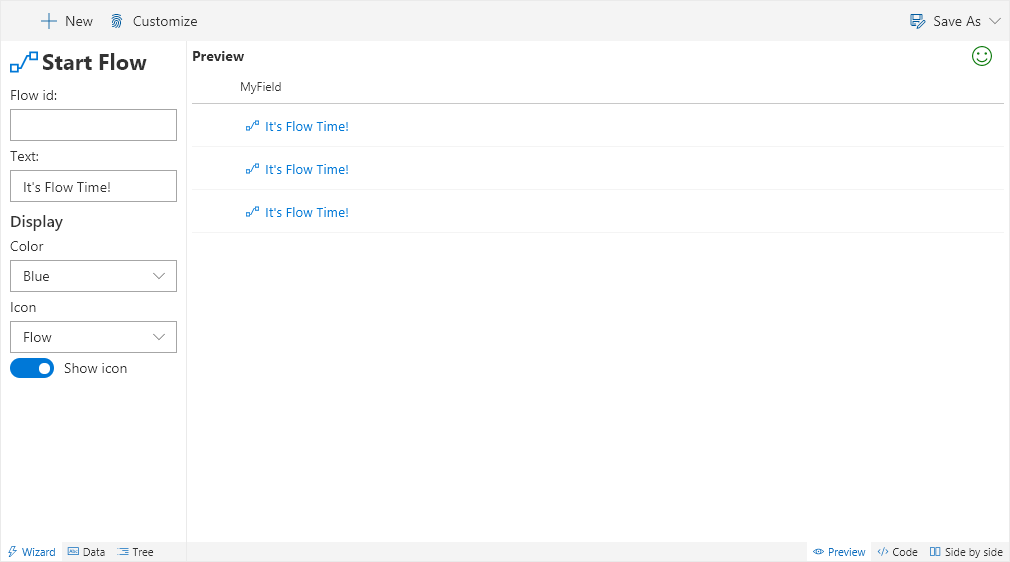 New Customize Save As
Start Flow
Flow id:
Text:
It's Flow Time!
Display
Color
Blue
Icon
Flow
Show icon
Preview
MyField
It's Flow Time!
It's Flow Time!
It's Flow Time!
Wizard Data Tree Preview Code Side by side